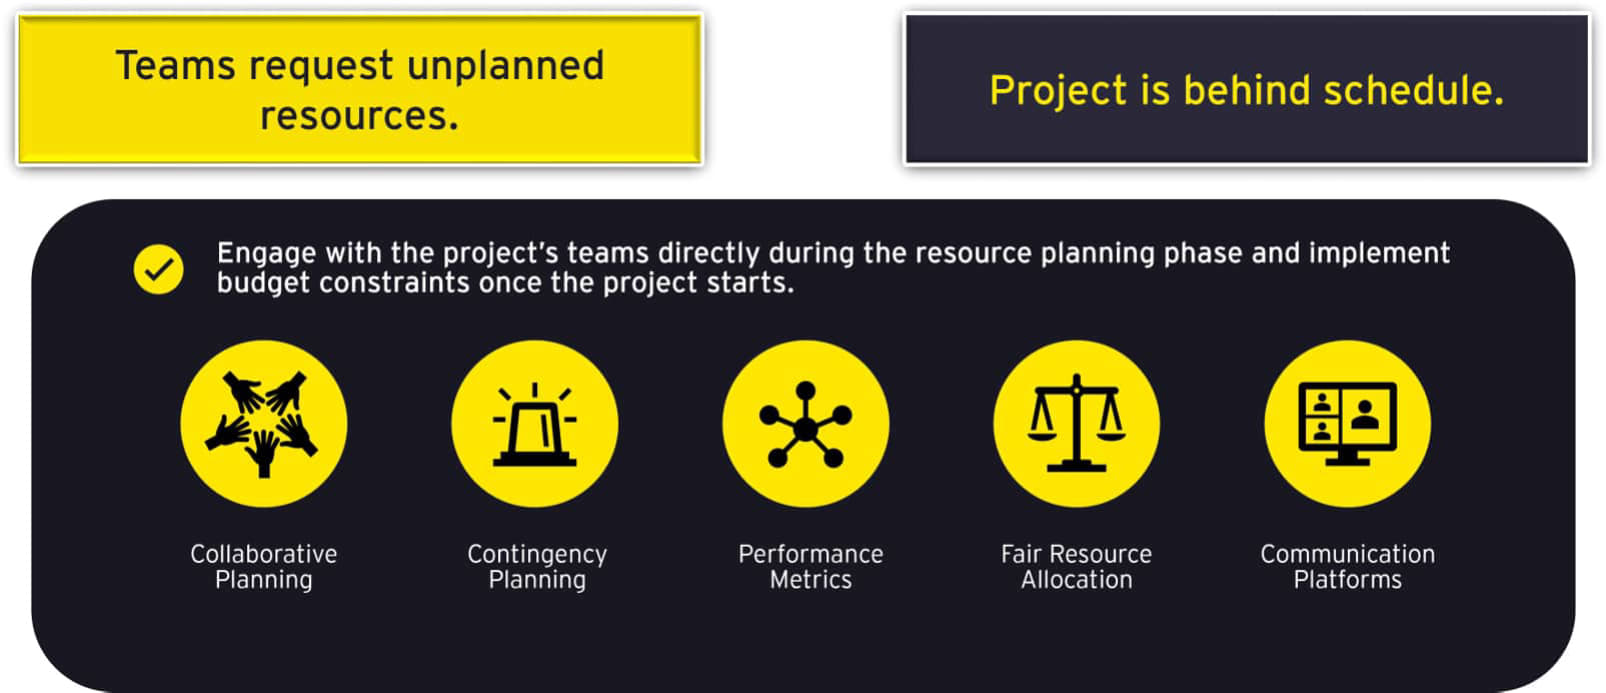 Teams request unplanned
resources.
Project is behind schedule.
Engage with the project’s teams directly during the resource planning phase and implement
budget constraints once the project starts.
Collaborative
Planning
Contingency
Planning
Performance
Metrics
Fair Resource
Allocation
Communication
Platforms